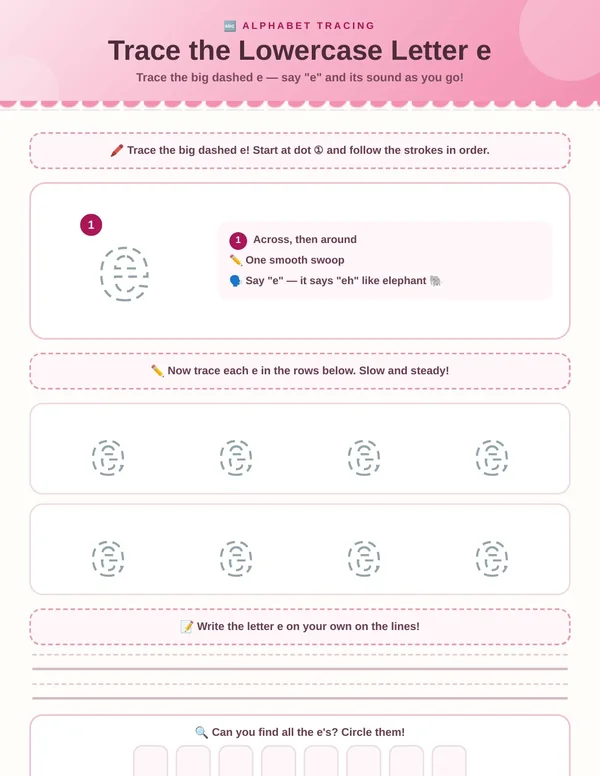 🔤 ALPHABET TRACING
Trace the Lowercase Letter e
Trace the big dashed e — say "e" and its sound as you go!
🖍️ Trace the big dashed e! Start at dot ① and follow the strokes in order.
1
e
1 Across, then around
✏️ One smooth swoop
🗣️ Say "e" — it says "eh" like elephant 🐘
✏️ Now trace each e in the rows below. Slow and steady!
e e e e
e e e e
📝 Write the letter e on your own on the lines!
🔍 Can you find all the e's? Circle them!